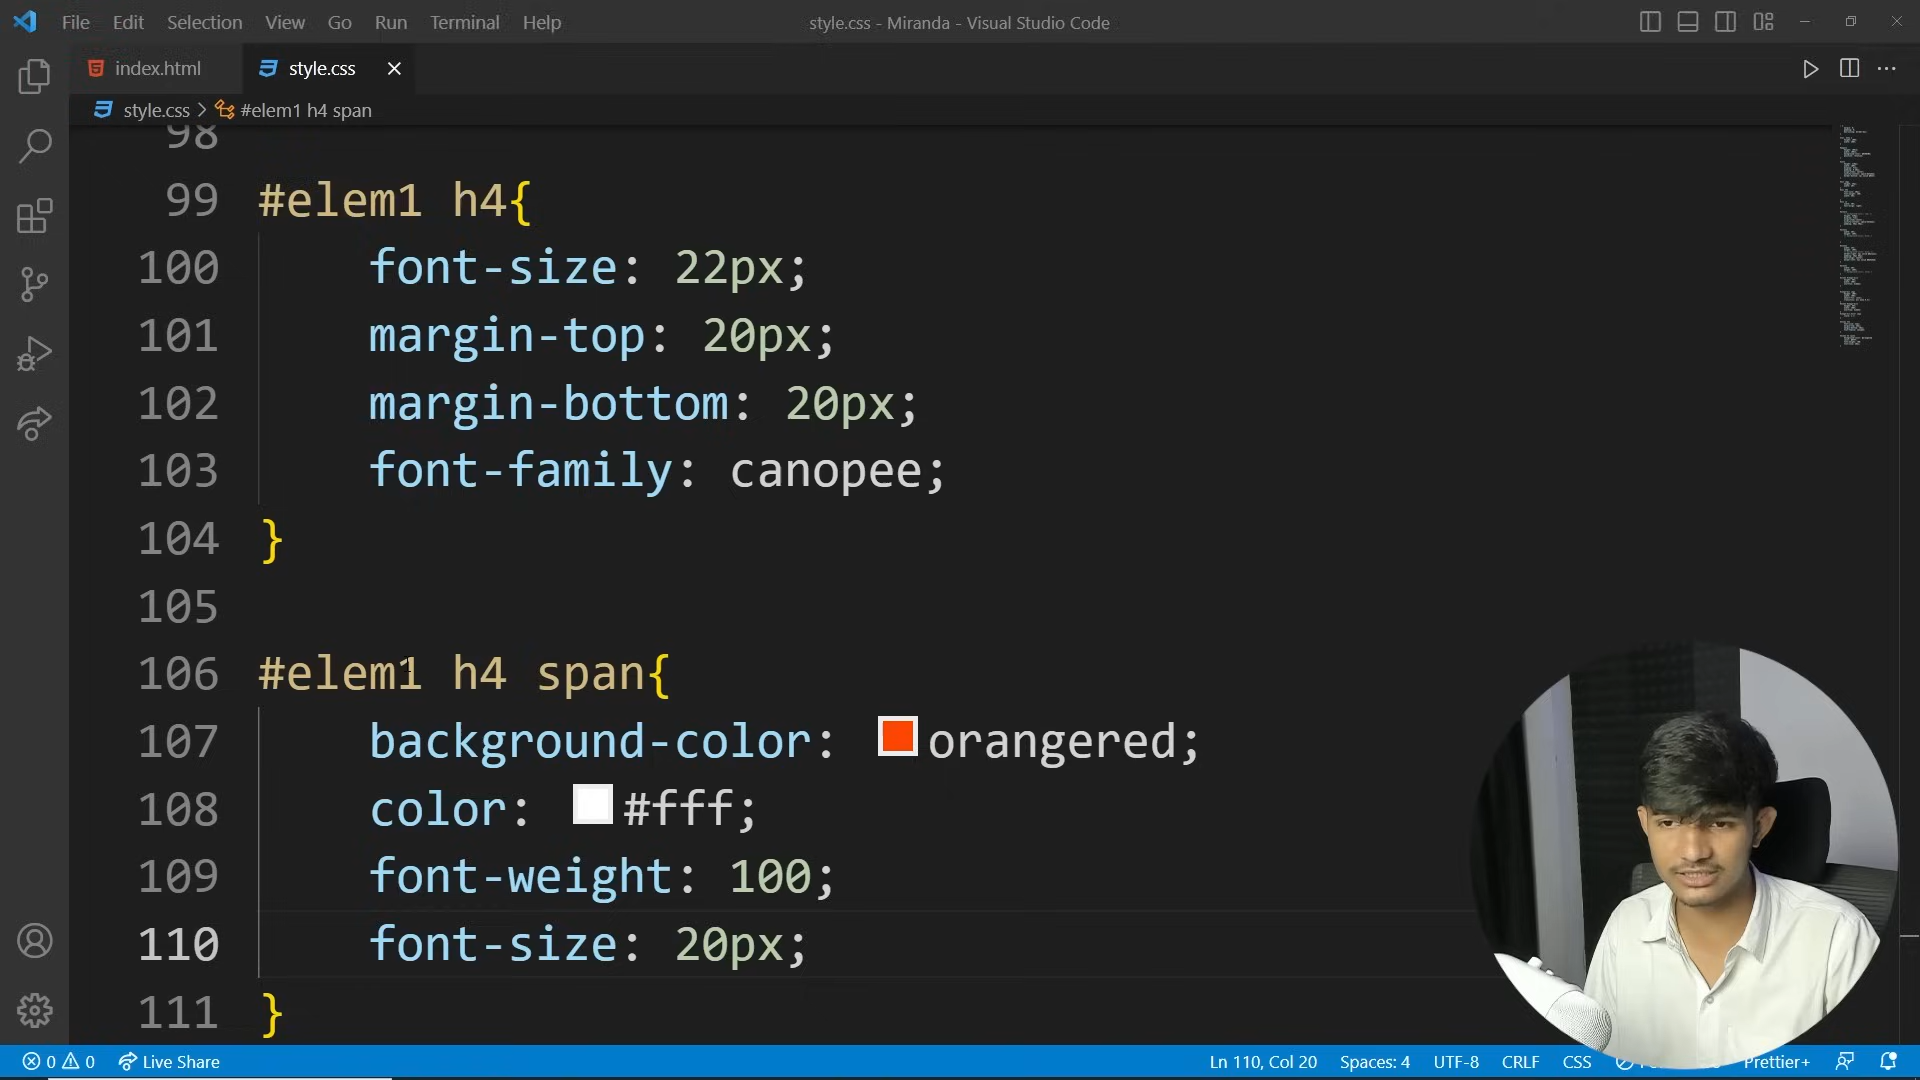 File Edit Selection View Go Run Terminal Help style.css - Miranda - Visual Studio Code
index.html style.css
style.css > #elem1 h4 span
98
99 #elem1 h4{
100 font-size: 22px;
101 margin-top: 20px;
102 margin-bottom: 20px;
103 font-family: canopee;
104 }
105
106 #elem1 h4 span{
107 background-color: orangered;
108 color: #fff;
109 font-weight: 100;
110 font-size: 20px;
111 }
0 0 Live Share Ln 110, Col 20 Spaces: 4 UTF-8 CRLF CSS Prettier+